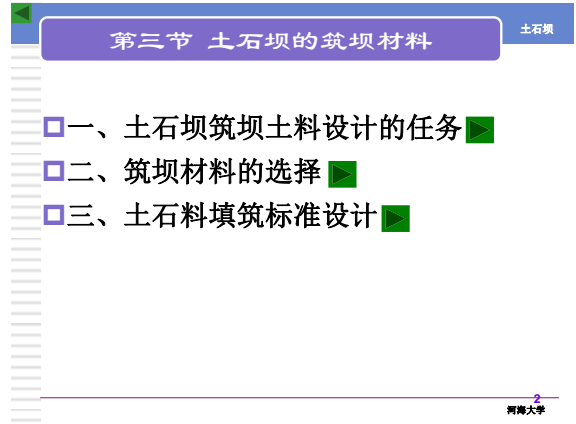 土石坝
第三节 土石坝的筑坝材料
一、土石坝筑坝土料设计的任务
二、筑坝材料的选择
三、土石料填筑标准设计
2
河海大学